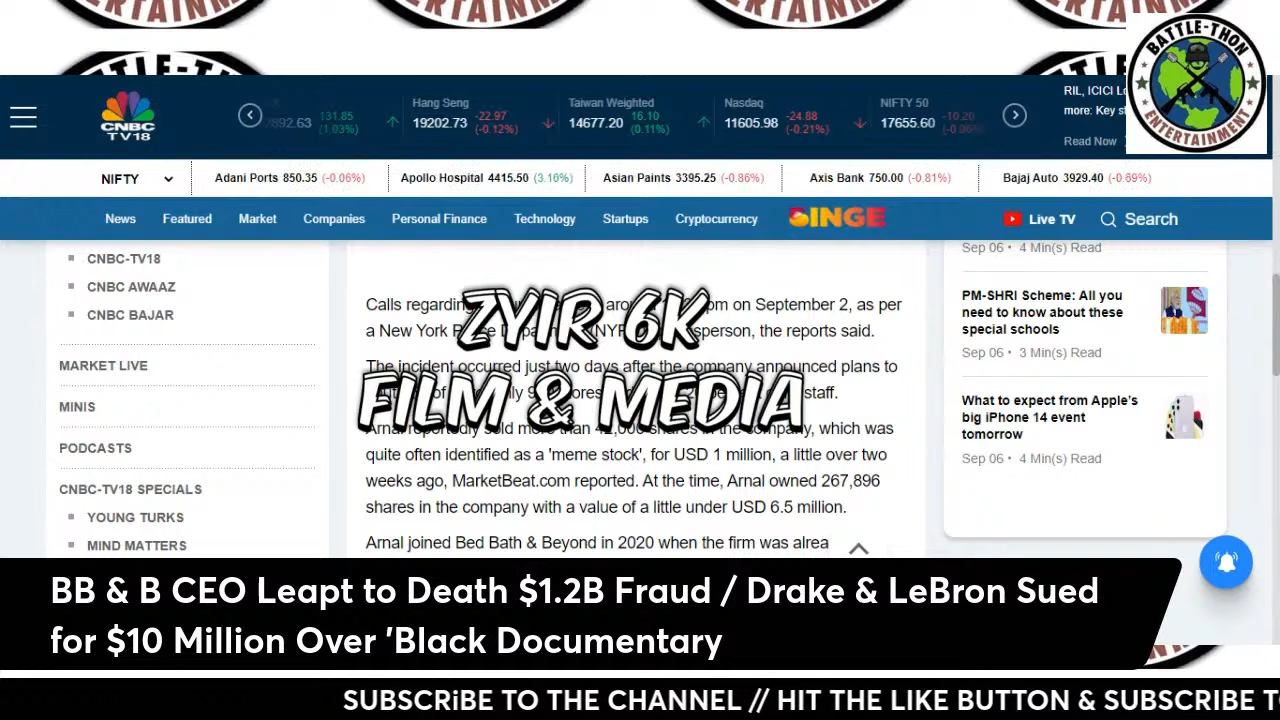 ENTERTAINMENT
BATTLE-THON
ENTERTAINMENT
CNBC
TV18
131.85
(1.03%)
Hang Seng
19202.73 -22.97 (-0.12%)
Taiwan Weighted
14677.20 16.10 (0.11%)
Nasdaq
11605.98 -24.88 (-0.21%)
NIFTY 50
17655.60 -10.20
RIL, ICICI
more: Key
Read Now
NIFTY
Adani Ports 850.35 (-0.06%)
Apollo Hospital 4415.50 (3.16%)
Asian Paints 3395.25 (-0.86%)
Axis Bank 750.00 (-0.81%)
Bajaj Auto 3929.40 (-0.69%)
News Featured Market Companies Personal Finance Technology Startups Cryptocurrency BINGE Live TV Search
CNBC-TV18
CNBC AWAAZ
CNBC BAJAR
MARKET LIVE
MINIS
PODCASTS
CNBC-TV18 SPECIALS
YOUNG TURKS
MIND MATTERS
Calls regarding pm on September 2, as per
a New York the reports said.
The incident occurred just two days after the company announced plans to
staff.
Arnal reportedly sold more than shares in the company, which was
quite often identified as a 'meme stock', for USD 1 million, a little over two
weeks ago, MarketBeat.com reported. At the time, Arnal owned 267,896
shares in the company with a value of a little under USD 6.5 million.
Arnal joined Bed Bath & Beyond in 2020 when the firm was alrea
ZYIR 6K
FILM & MEDIA
Sep 06 • 4 Min(s) Read
PM-SHRI Scheme: All you
need to know about these
special schools
Sep 06 • 3 Min(s) Read
What to expect from Apple's
big iPhone 14 event
tomorrow
Sep 06 • 4 Min(s) Read
BB & B CEO Leapt to Death $1.2B Fraud / Drake & LeBron Sued
for $10 Million Over 'Black Documentary
SUBSCRiBE TO THE CHANNEL // HIT THE LIKE BUTTON & SUBSCRIBE